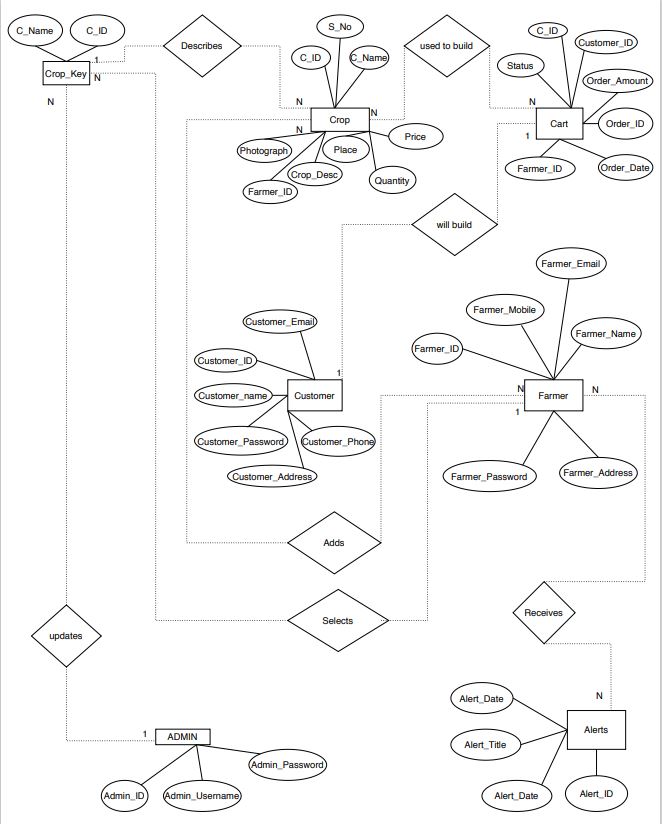 C_Name
C_ID
Crop_Key
1
N
N
Describes
N
S_No
C_ID
C_Name
Crop
N
N
Photograph
Farmer_ID
Crop_Desc
Place
Price
Quantity
used to build
N
C_ID
Customer_ID
Status
Order_Amount
Cart
Order_ID
1
Farmer_ID
Order_Date
will build
Customer_Email
Customer_ID
1
Customer_name
Customer
Customer_Password
Customer_Phone
Customer_Address
Farmer_Email
Farmer_Mobile
Farmer_Name
Farmer_ID
N
Farmer
N
1
Farmer_Password
Farmer_Address
Adds
Selects
Receives
updates
1
ADMIN
Admin_Password
Admin_ID
Admin_Username
N
Alert_Date
Alerts
Alert_Title
Alert_Date
Alert_ID